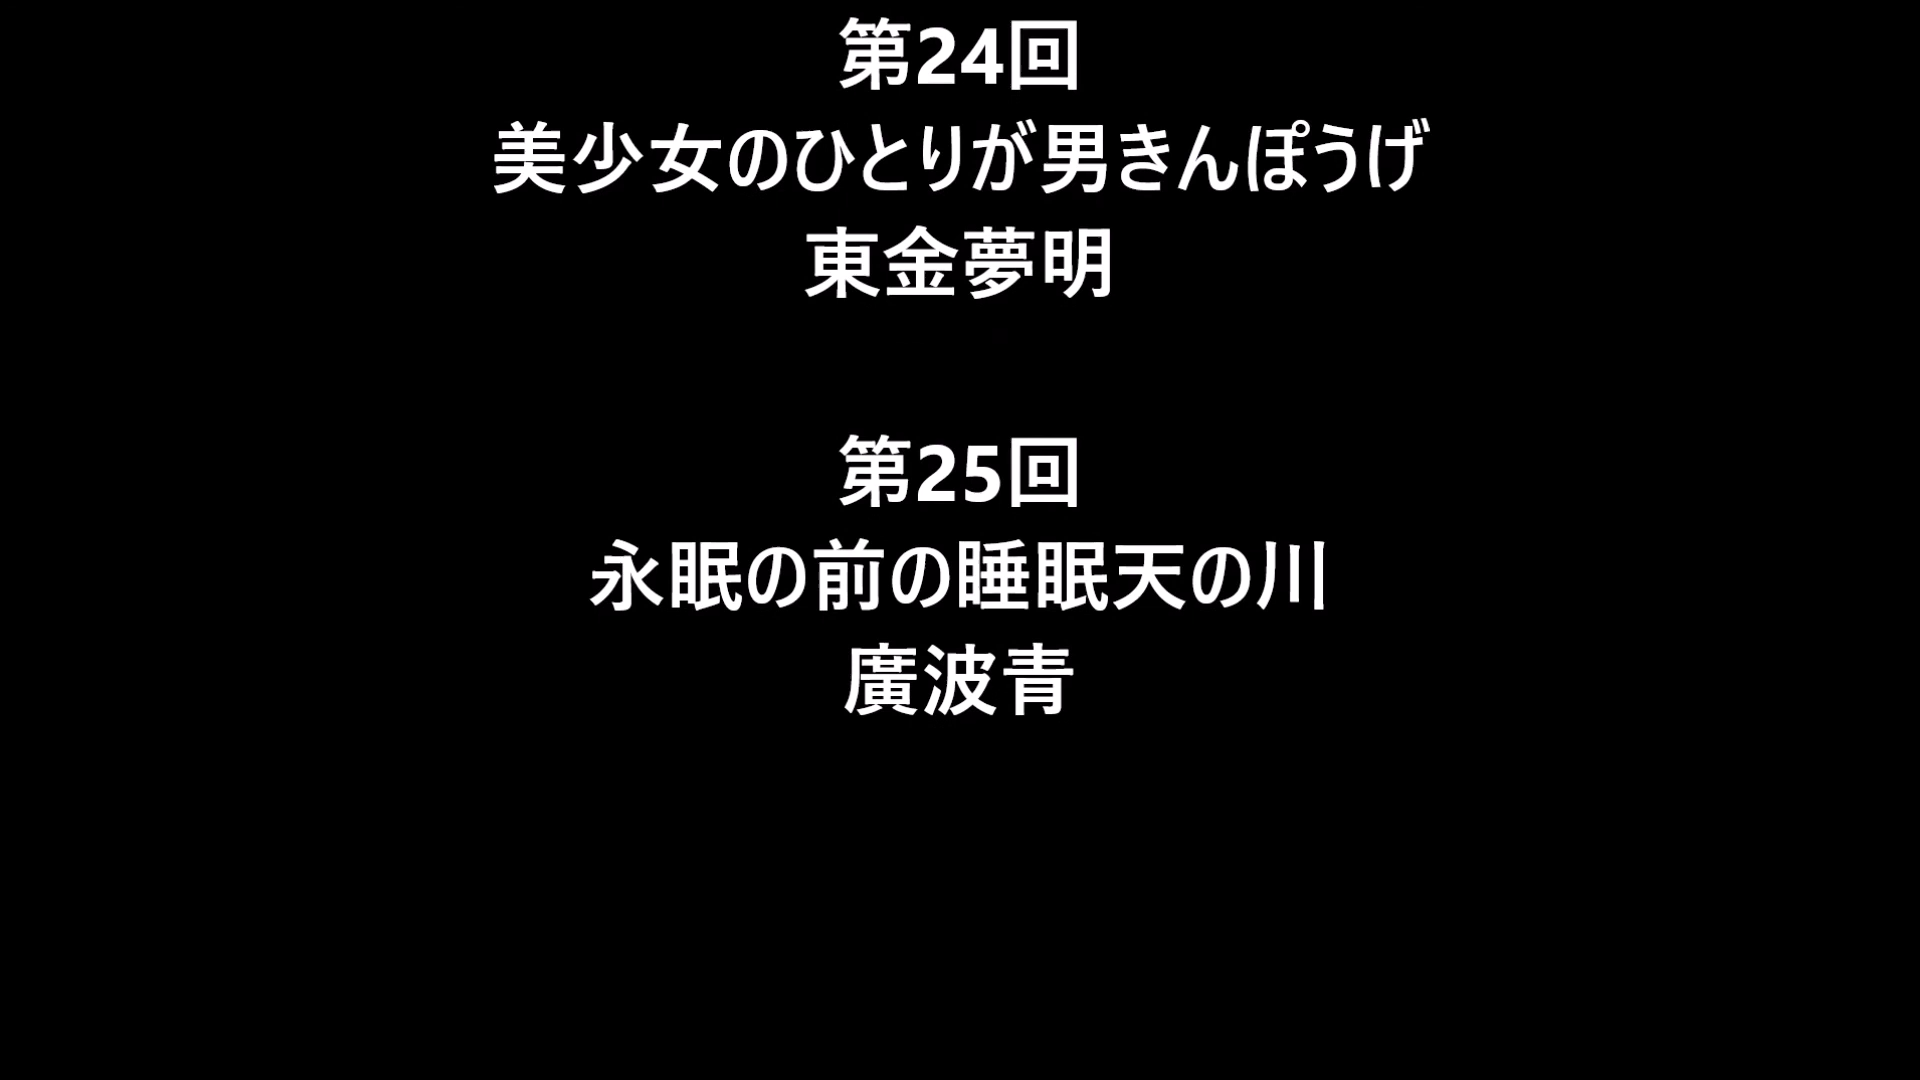 第24回
美少女のひとりが男きんぽうげ
東金夢明
第25回
永眠の前の睡眠天の川
廣波青